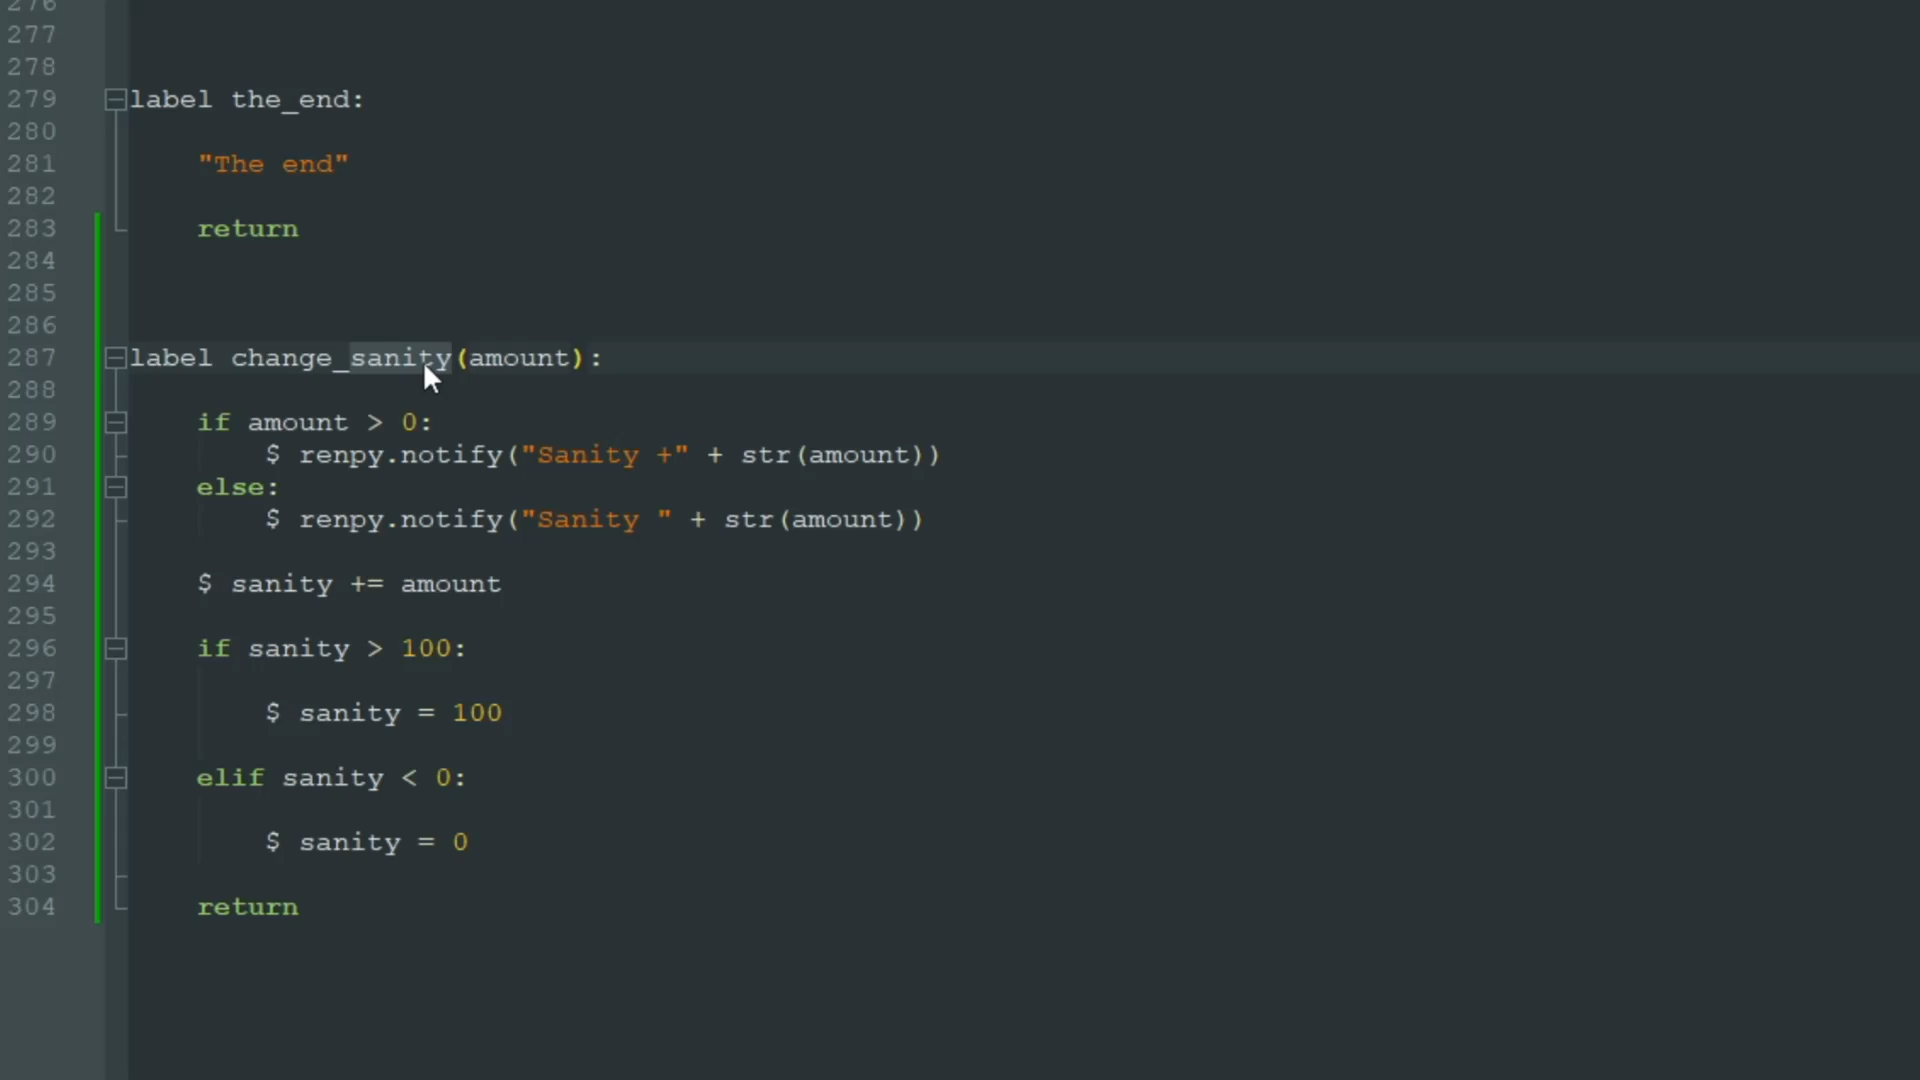 276
277
278
279 label the_end:
280
281     "The end"
282
283     return
284
285
286
287 label change_sanity(amount):
288
289     if amount > 0:
290         $ renpy.notify("Sanity +" + str(amount))
291     else:
292         $ renpy.notify("Sanity " + str(amount))
293
294     $ sanity += amount
295
296     if sanity > 100:
297
298         $ sanity = 100
299
300     elif sanity < 0:
301
302         $ sanity = 0
303
304     return